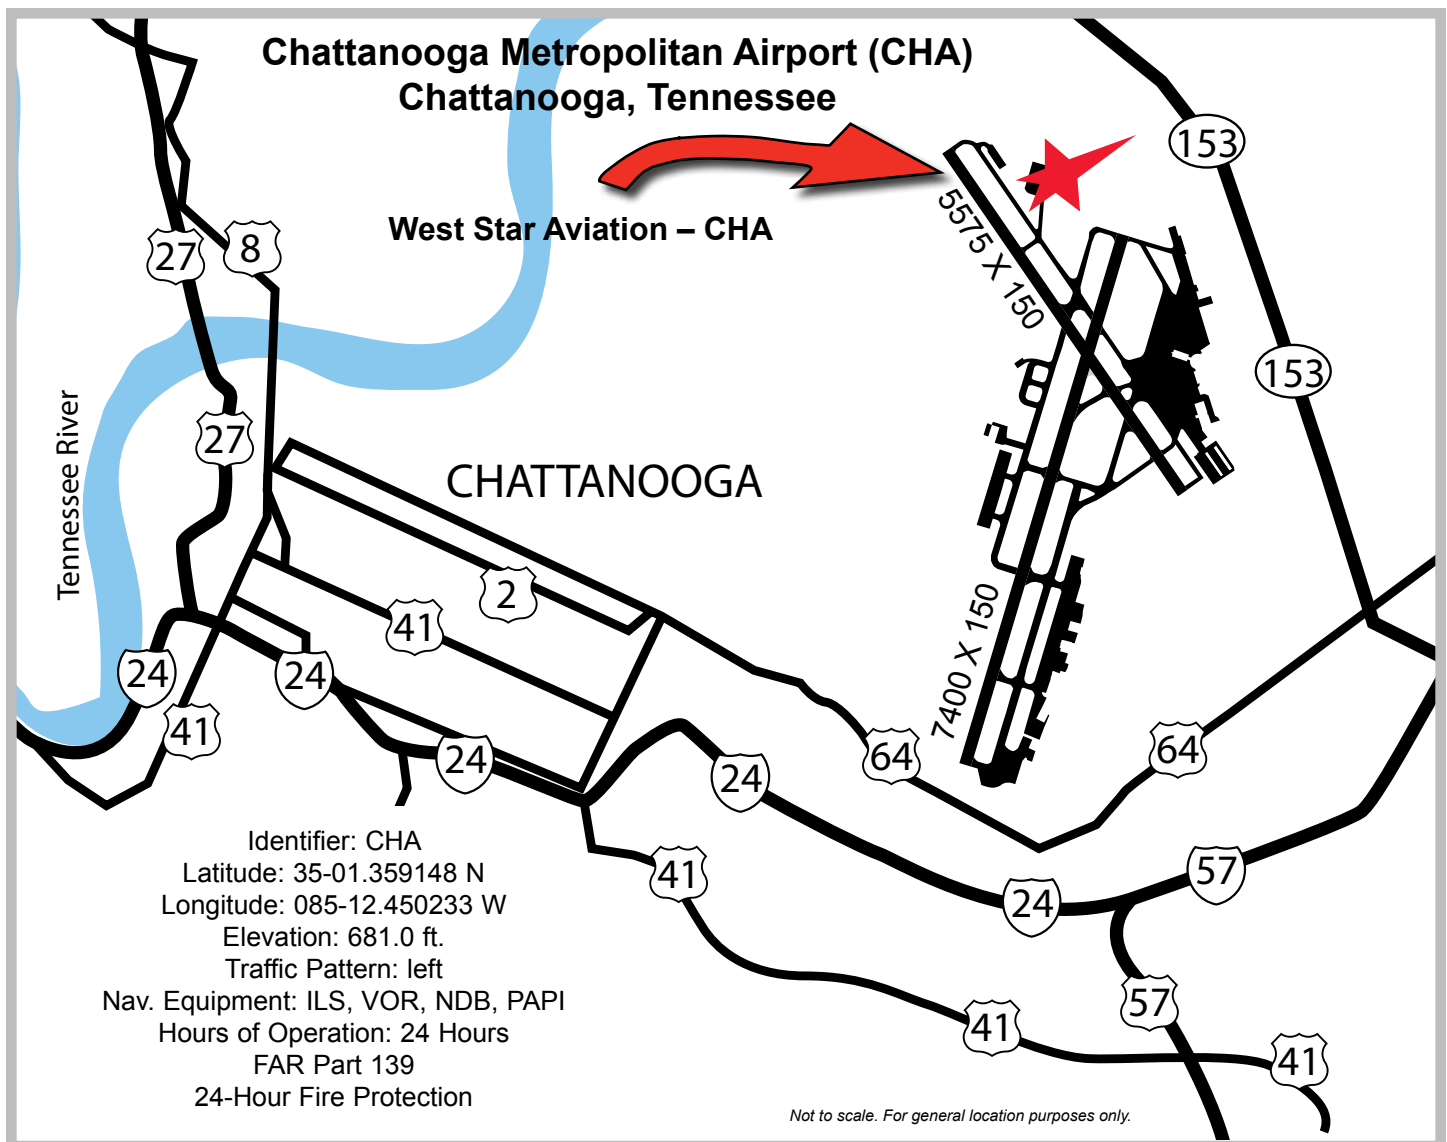 Chattanooga Metropolitan Airport (CHA)
Chattanooga, Tennessee
West Star Aviation – CHA
153
5575 X 150
27
8
153
27
Tennessee River
CHATTANOOGA
2
41
7400 X 150
24
24
41
24
24
64
64
Identifier: CHA
Latitude: 35-01.359148 N
Longitude: 085-12.450233 W
Elevation: 681.0 ft.
Traffic Pattern: left
Nav. Equipment: ILS, VOR, NDB, PAPI
Hours of Operation: 24 Hours
FAR Part 139
24-Hour Fire Protection
41
24
57
57
41
41
Not to scale. For general location purposes only.